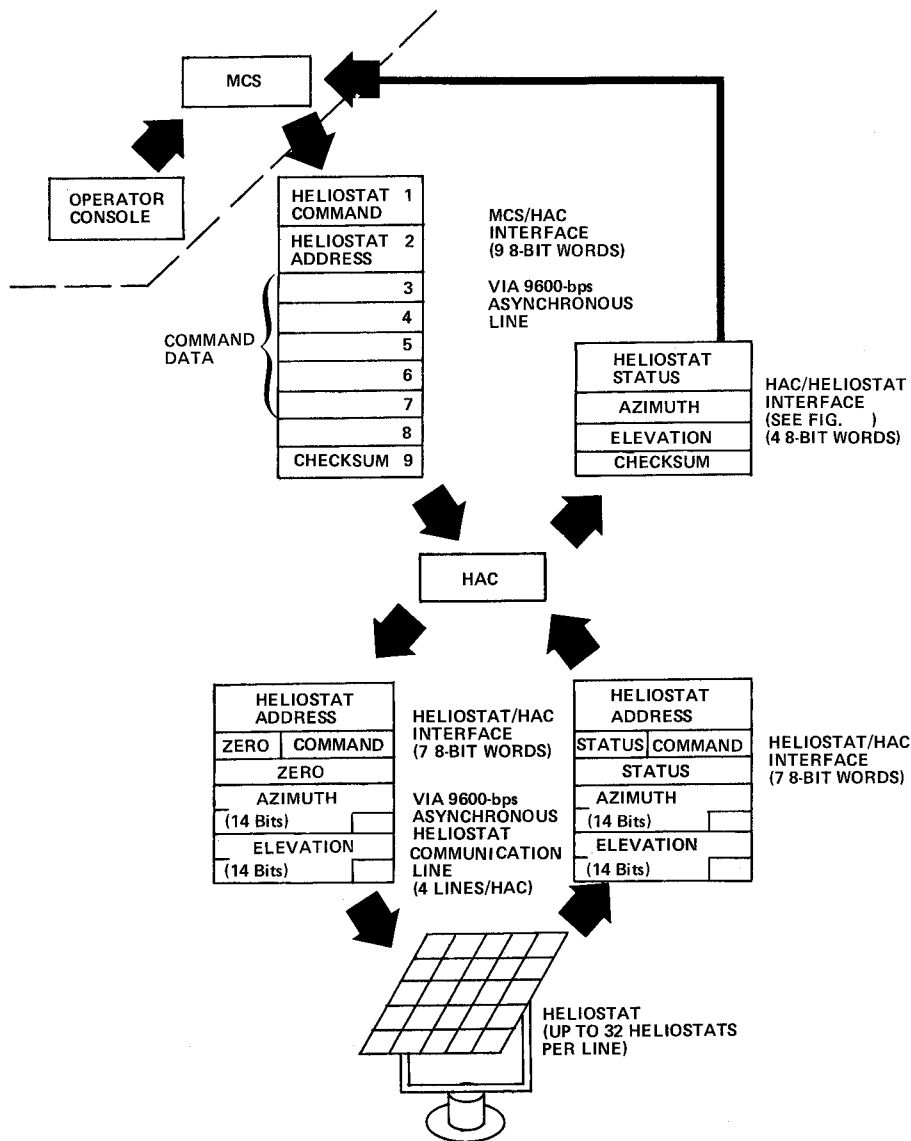 MCS
OPERATOR
CONSOLE
HELIOSTAT 1
COMMAND
HELIOSTAT 2
ADDRESS
3
4
5
6
7
8
CHECKSUM 9
COMMAND
DATA
MCS/HAC
INTERFACE
(9 8-BIT WORDS)
VIA 9600-bps
ASYNCHRONOUS
LINE
HELIOSTAT
STATUS
AZIMUTH
ELEVATION
CHECKSUM
HAC/HELIOSTAT
INTERFACE
(SEE FIG. )
(4 8-BIT WORDS)
HAC
HELIOSTAT
ADDRESS
ZERO COMMAND
ZERO
AZIMUTH
(14 Bits)
ELEVATION
(14 Bits)
HELIOSTAT/HAC
INTERFACE
(7 8-BIT WORDS)
VIA 9600-bps
ASYNCHRONOUS
HELIOSTAT
COMMUNICATION
LINE
(4 LINES/HAC)
HELIOSTAT
ADDRESS
STATUS COMMAND
STATUS
AZIMUTH
(14 Bits)
ELEVATION
(14 Bits)
HELIOSTAT/HAC
INTERFACE
(7 8-BIT WORDS)
HELIOSTAT
(UP TO 32 HELIOSTATS
PER LINE)